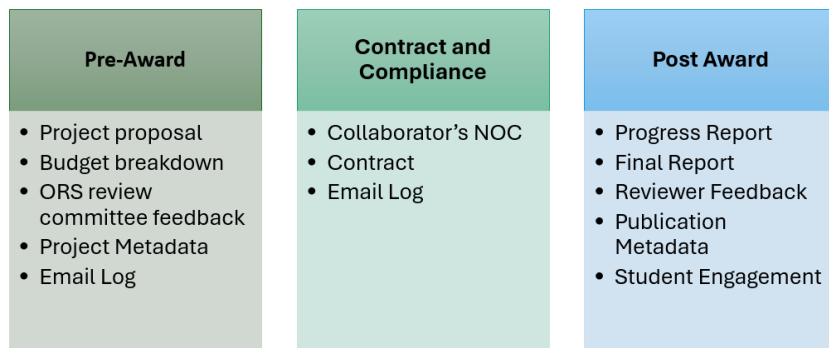 Pre-Award
• Project proposal
• Budget breakdown
• ORS review
committee feedback
• Project Metadata
• Email Log
Contract and
Compliance
• Collaborator's NOC
• Contract
• Email Log
Post Award
• Progress Report
• Final Report
• Reviewer Feedback
• Publication
Metadata
• Student Engagement